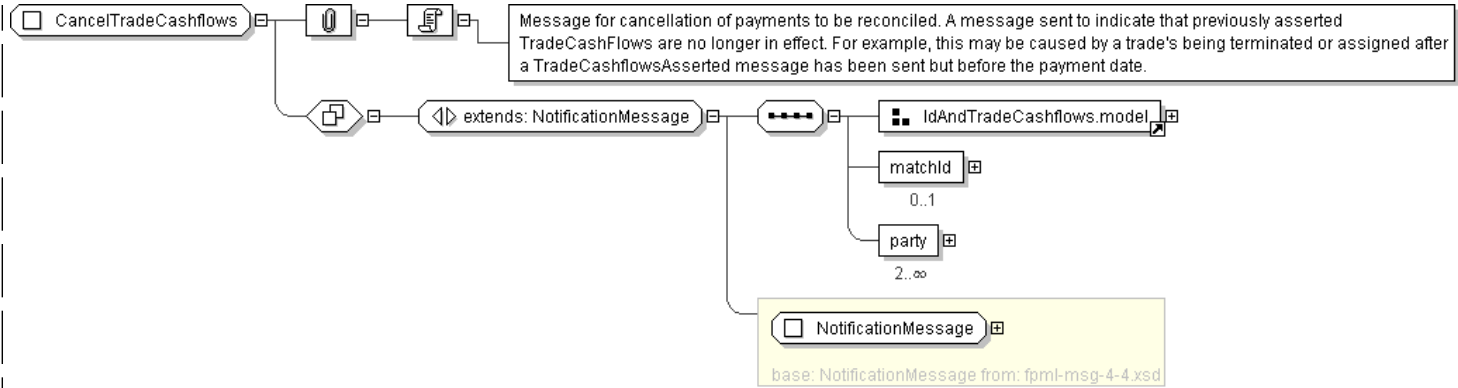 CancelTradeCashflows
Message for cancellation of payments to be reconciled. A message sent to indicate that previously asserted
TradeCashFlows are no longer in effect. For example, this may be caused by a trade's being terminated or assigned after
a TradeCashflowsAsserted message has been sent but before the payment date.
extends: NotificationMessage
IdAndTradeCashflows.model
matchId
0..1
party
2..∞
NotificationMessage
base: NotificationMessage from: fpml-msg-4-4.xsd